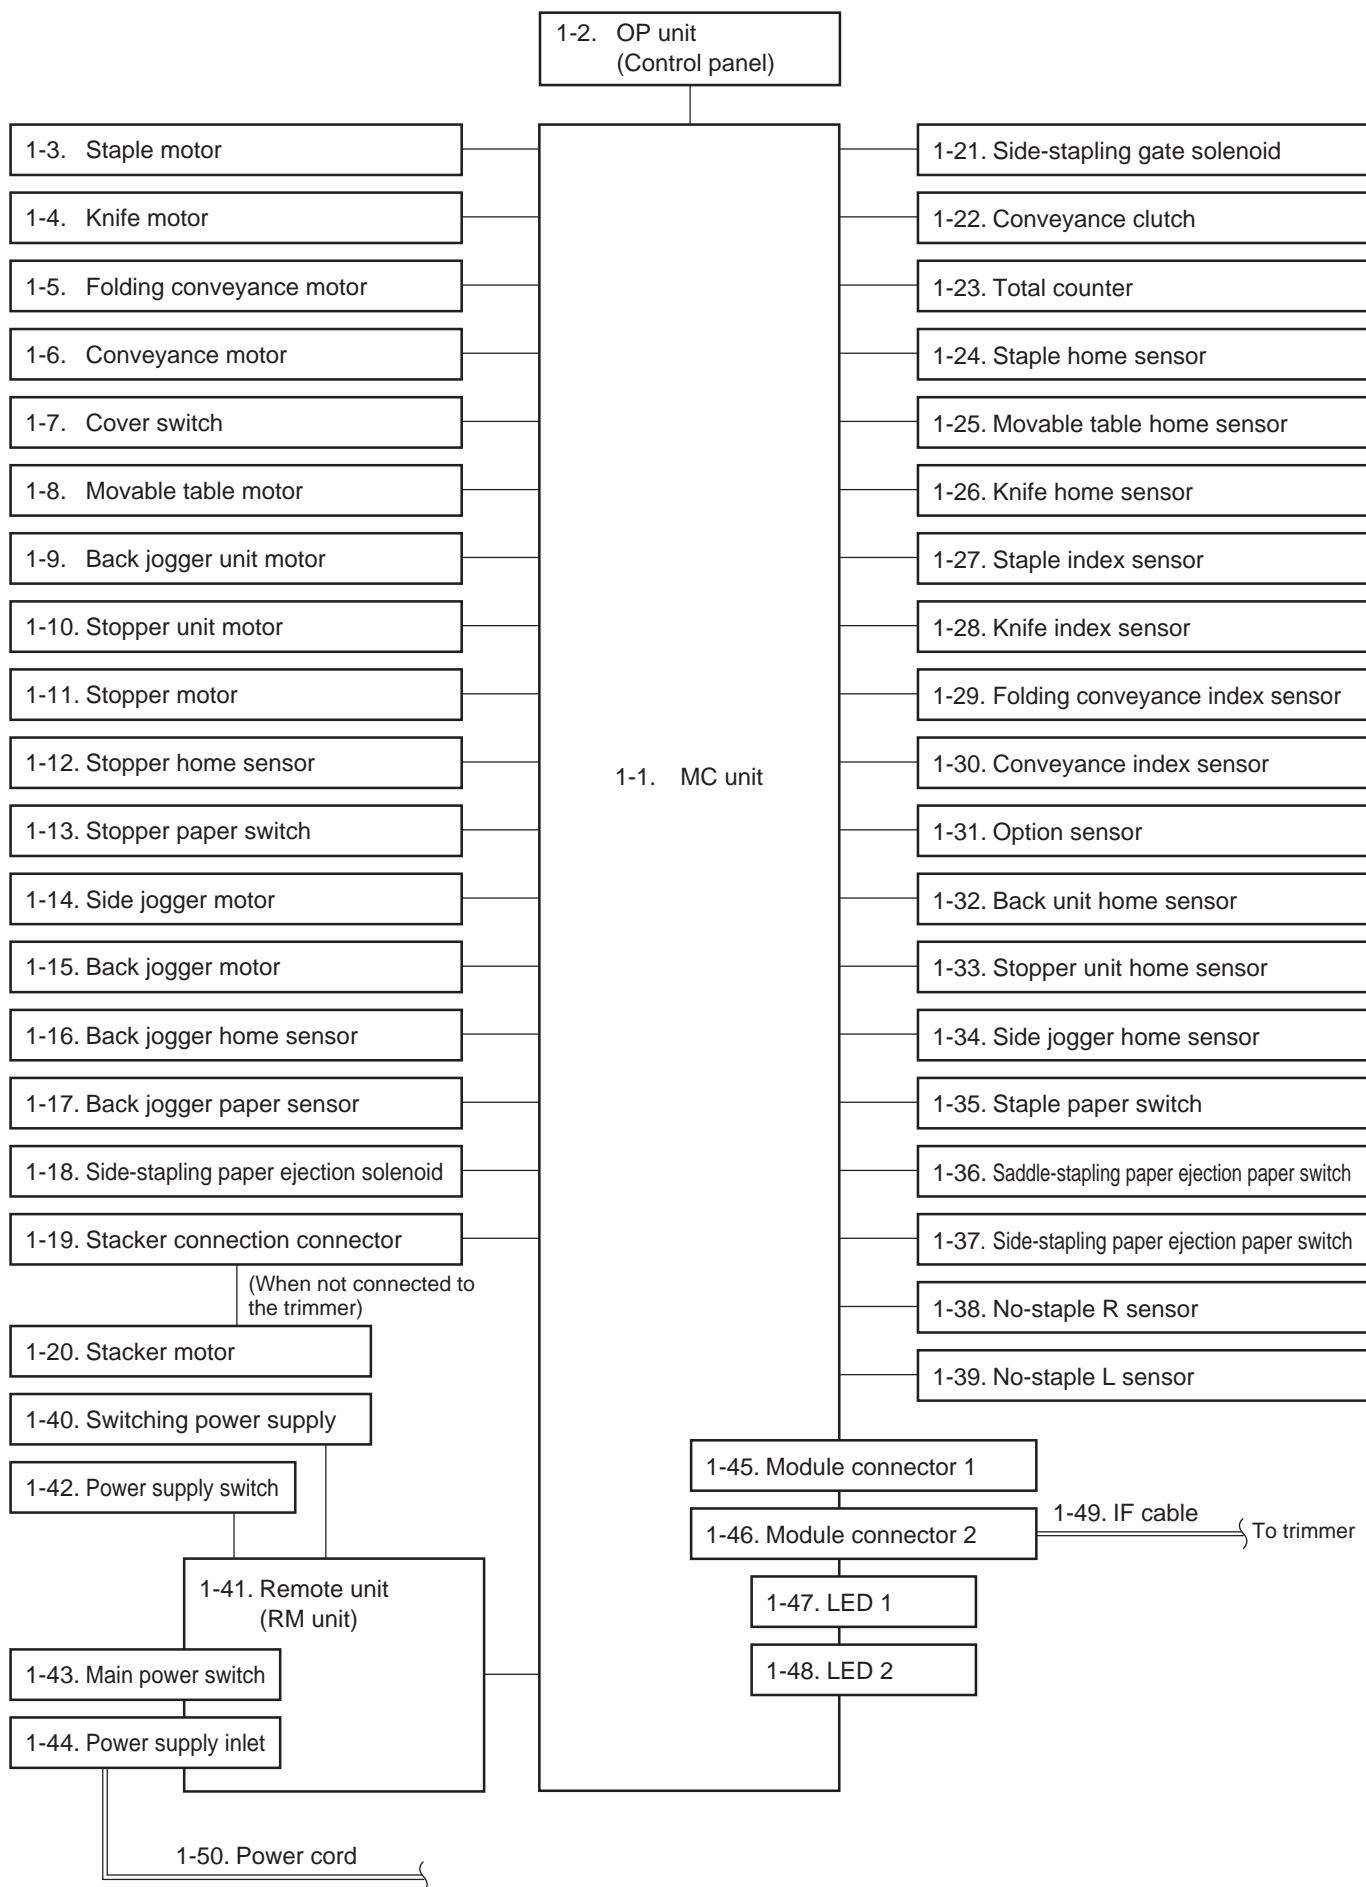 1-2. OP unit
(Control panel)
1-3. Staple motor
1-4. Knife motor
1-5. Folding conveyance motor
1-6. Conveyance motor
1-7. Cover switch
1-8. Movable table motor
1-9. Back jogger unit motor
1-10. Stopper unit motor
1-11. Stopper motor
1-12. Stopper home sensor
1-13. Stopper paper switch
1-14. Side jogger motor
1-15. Back jogger motor
1-16. Back jogger home sensor
1-17. Back jogger paper sensor
1-18. Side-stapling paper ejection solenoid
1-19. Stacker connection connector
(When not connected to
the trimmer)
1-20. Stacker motor
1-40. Switching power supply
1-42. Power supply switch
1-41. Remote unit
(RM unit)
1-43. Main power switch
1-44. Power supply inlet
1-50. Power cord
1-1. MC unit
1-21. Side-stapling gate solenoid
1-22. Conveyance clutch
1-23. Total counter
1-24. Staple home sensor
1-25. Movable table home sensor
1-26. Knife home sensor
1-27. Staple index sensor
1-28. Knife index sensor
1-29. Folding conveyance index sensor
1-30. Conveyance index sensor
1-31. Option sensor
1-32. Back unit home sensor
1-33. Stopper unit home sensor
1-34. Side jogger home sensor
1-35. Staple paper switch
1-36. Saddle-stapling paper ejection paper switch
1-37. Side-stapling paper ejection paper switch
1-38. No-staple R sensor
1-39. No-staple L sensor
1-45. Module connector 1
1-46. Module connector 2
1-49. IF cable
To trimmer
1-47. LED 1
1-48. LED 2